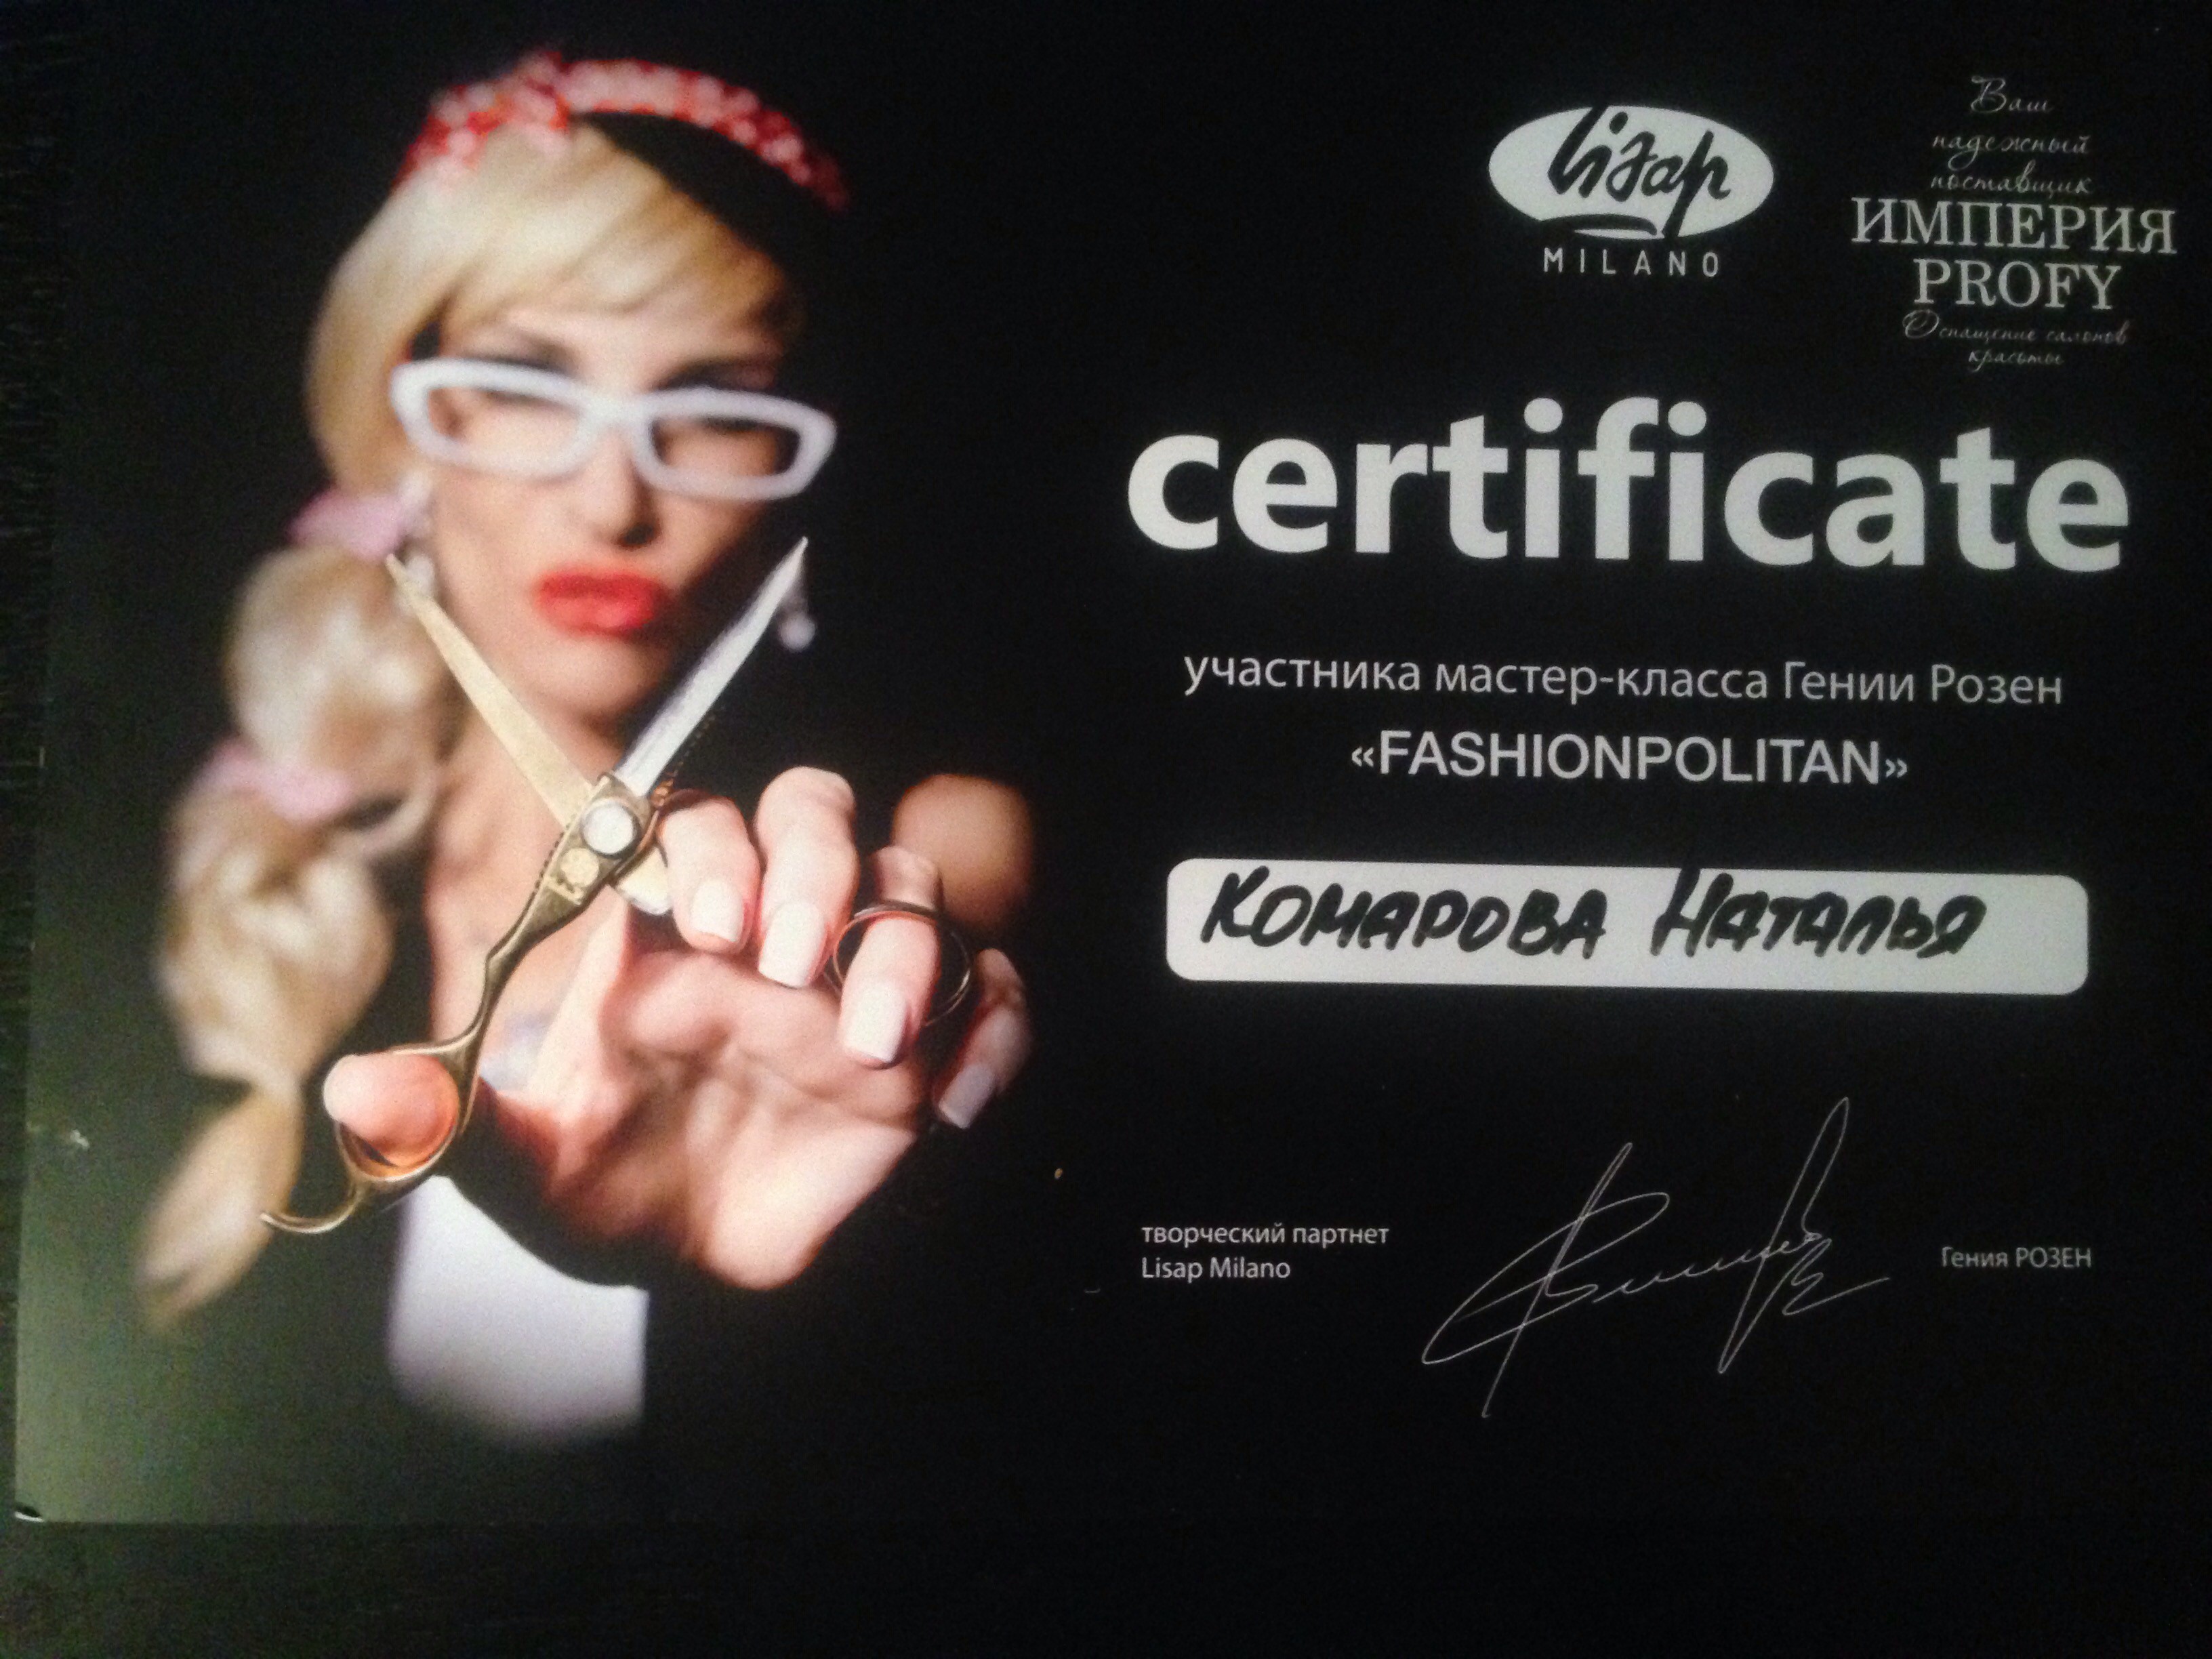 Lisap
MILANO
Ваш
надежный
поставщик
ИМПЕРИЯ
PROFY
Оснащение салонов
красоты
certificate
участника мастер-класса Гении Розен
«FASHIONPOLITAN»
КОМАРОВА НАТАЛЬЯ
творческий партнет
Lisap Milano
Гения РОЗЕН